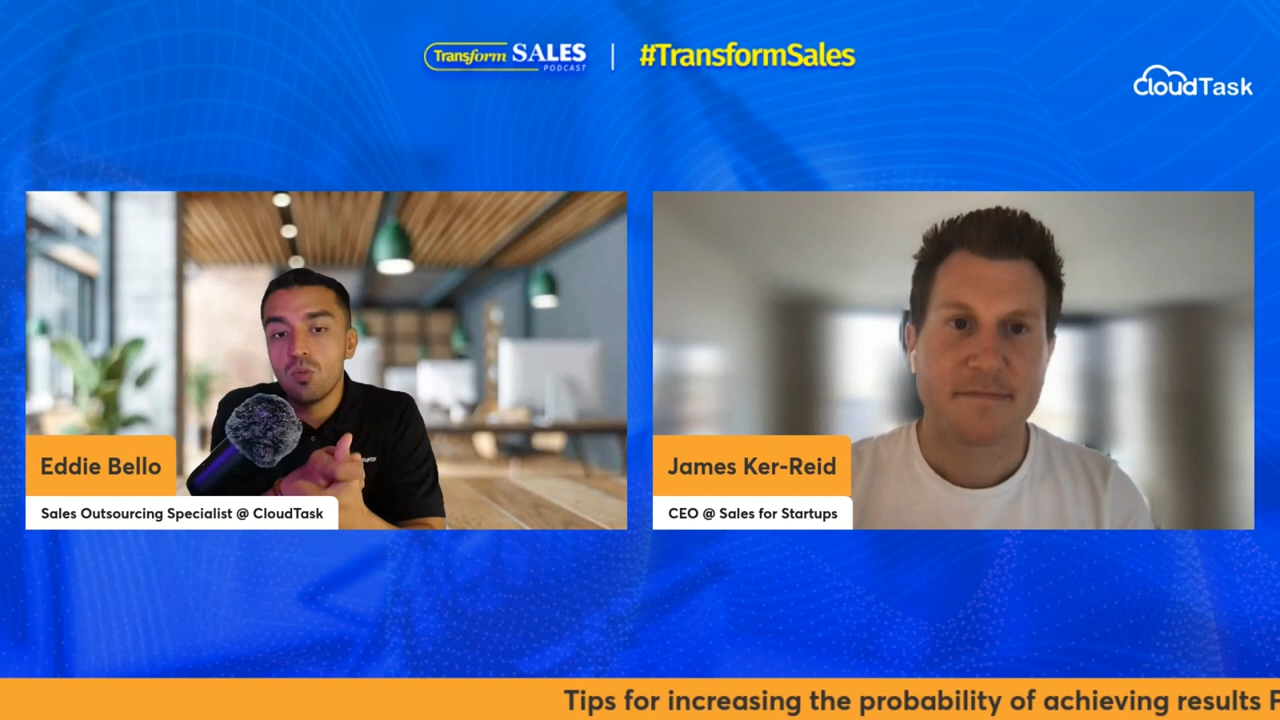 Transform SALES
PODCAST
#TransformSales
CloudTask
Eddie Bello
Sales Outsourcing Specialist @ CloudTask
James Ker-Reid
CEO @ Sales for Startups
Tips for increasing the probability of achieving results